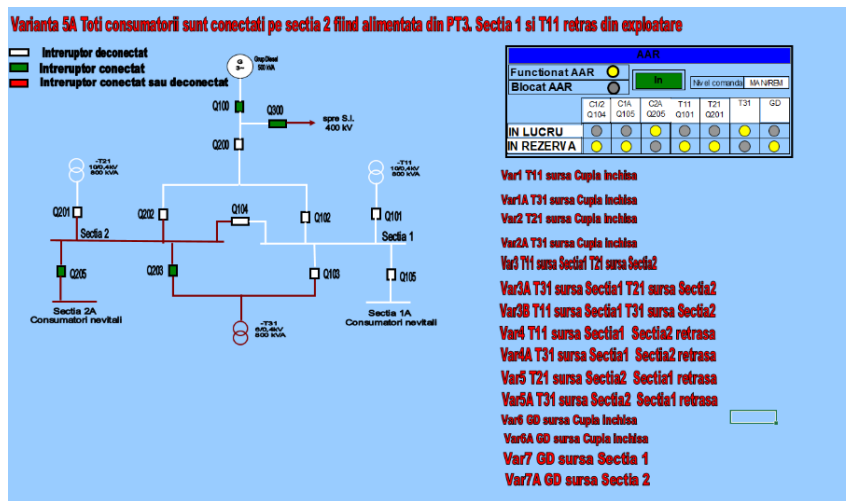 Varianta 5A Toti consumatorii sunt conectati pe sectia 2 fiind alimentata din PT3. Sectia 1 si T11 retras din exploatare
Intreruptor deconectat
Intreruptor conectat
Intreruptor conectat sau deconectat
G
3~
Grup Diesel
500 kVA
Q100
Q300
spre S.I.
400 kV
Q200
-T21
10/0,4kV
800 kVA
-T11
10/0,4kV
800 kVA
Q201
Q202
Q104
Q102
Q101
Sectia 2
Sectia 1
Q205
Q203
Q103
Q105
Sectia 2A
Consumatori nevitali
Sectia 1A
Consumatori nevitali
-T31
6/0,4kV
800 kVA
AAR
Functionat AAR
Blocat AAR
In
Nivel comanda
MAN/REM
C1/2 Q104
C1A Q105
C2A Q205
T11 Q101
T21 Q201
T31
GD
IN LUCRU
IN REZERVA
Var1 T11 sursa Cupla inchisa
Var1A T31 sursa Cupla inchisa
Var2 T21 sursa Cupla inchisa
Var2A T31 sursa Cupla inchisa
Var3 T11 sursa Sectia1 T21 sursa Sectia2
Var3A T31 sursa Sectia1 T21 sursa Sectia2
Var3B T11 sursa Sectia1 T31 sursa Sectia2
Var4 T11 sursa Sectia1 Sectia2 retrasa
Var4A T31 sursa Sectia1 Sectia2 retrasa
Var5 T21 sursa Sectia2 Sectia1 retrasa
Var5A T31 sursa Sectia2 Sectia1 retrasa
Var6 GD sursa Cupla inchisa
Var6A GD sursa Cupla inchisa
Var7 GD sursa Sectia 1
Var7A GD sursa Sectia 2